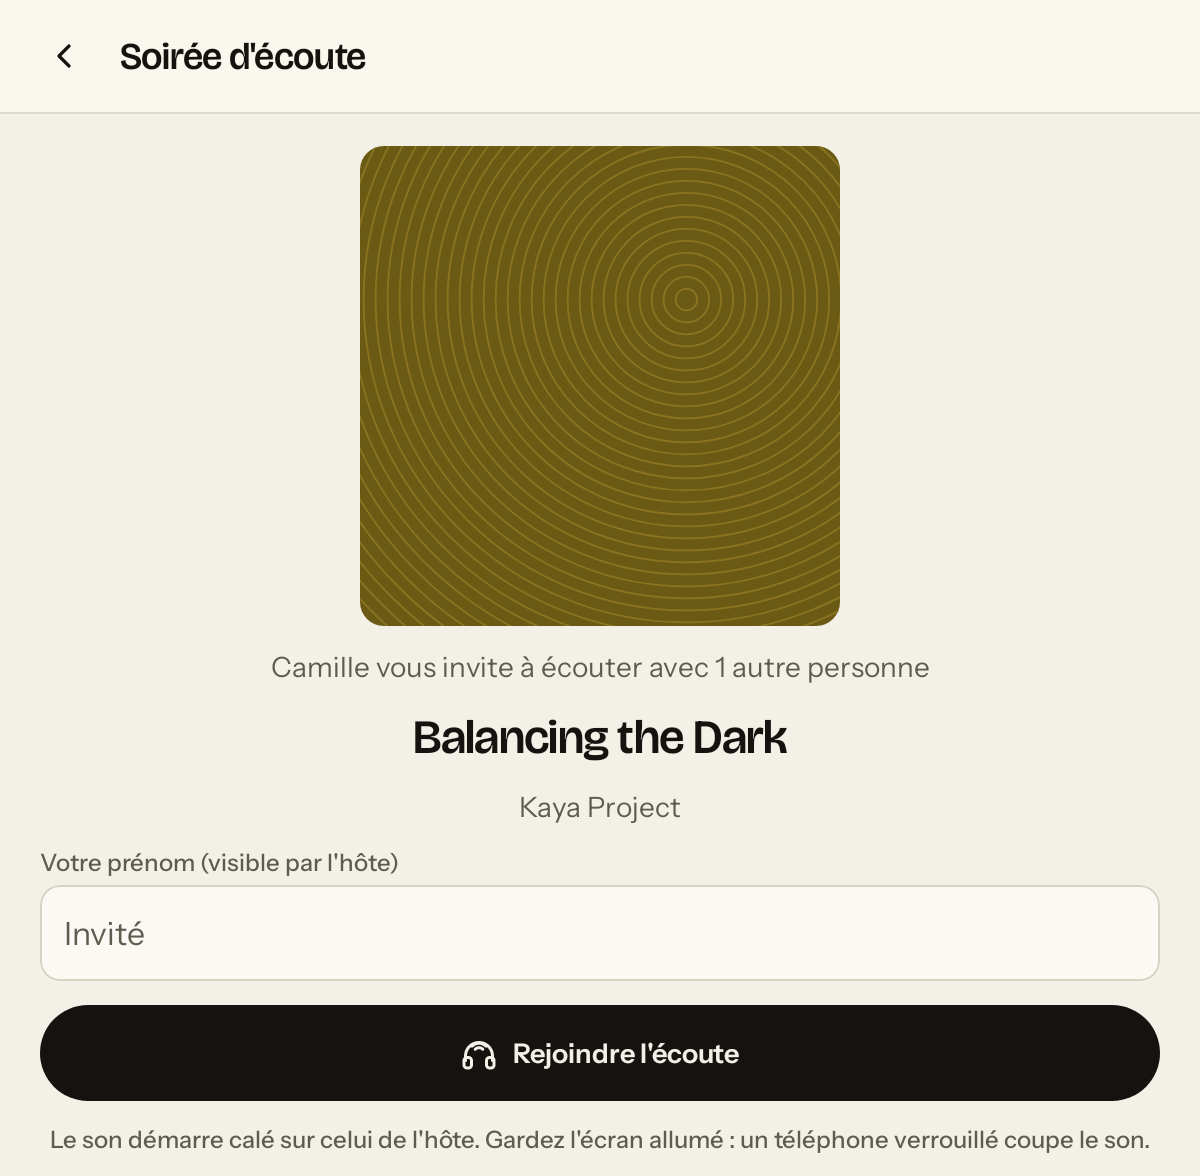 Soirée d'écoute
Camille vous invite à écouter avec 1 autre personne
Balancing the Dark
Kaya Project
Votre prénom (visible par l'hôte)
Invité
Rejoindre l'écoute
Le son démarre calé sur celui de l'hôte. Gardez l'écran allumé : un téléphone verrouillé coupe le son.